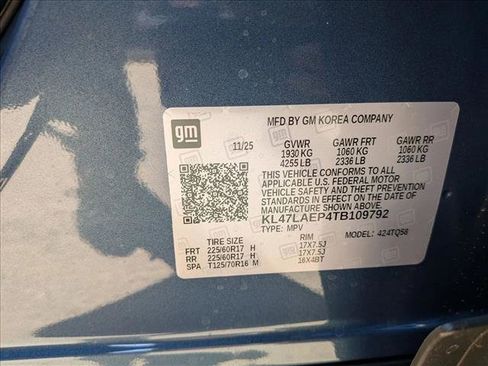 MFD BY GM KOREA COMPANY
gm
11/25 GVWR GAWR FRT GAWR RR
1930 KG 1060 KG 1060 KG
4255 LB 2336 LB 2336 LB
THIS VEHICLE CONFORMS TO ALL
APPLICABLE U.S. FEDERAL MOTOR
VEHICLE SAFETY AND THEFT PREVENTION
STANDARDS IN EFFECT ON THE DATE OF
MANUFACTURE SHOWN ABOVE.
KL47LAEP4TB109792
TYPE: MPV MODEL: 424TQ58
TIRE SIZE RIM
FRT 225/60R17 H 17X7.5J
RR 225/60R17 H 17X7.5J
SPA T125/70R16 M 16X4BT